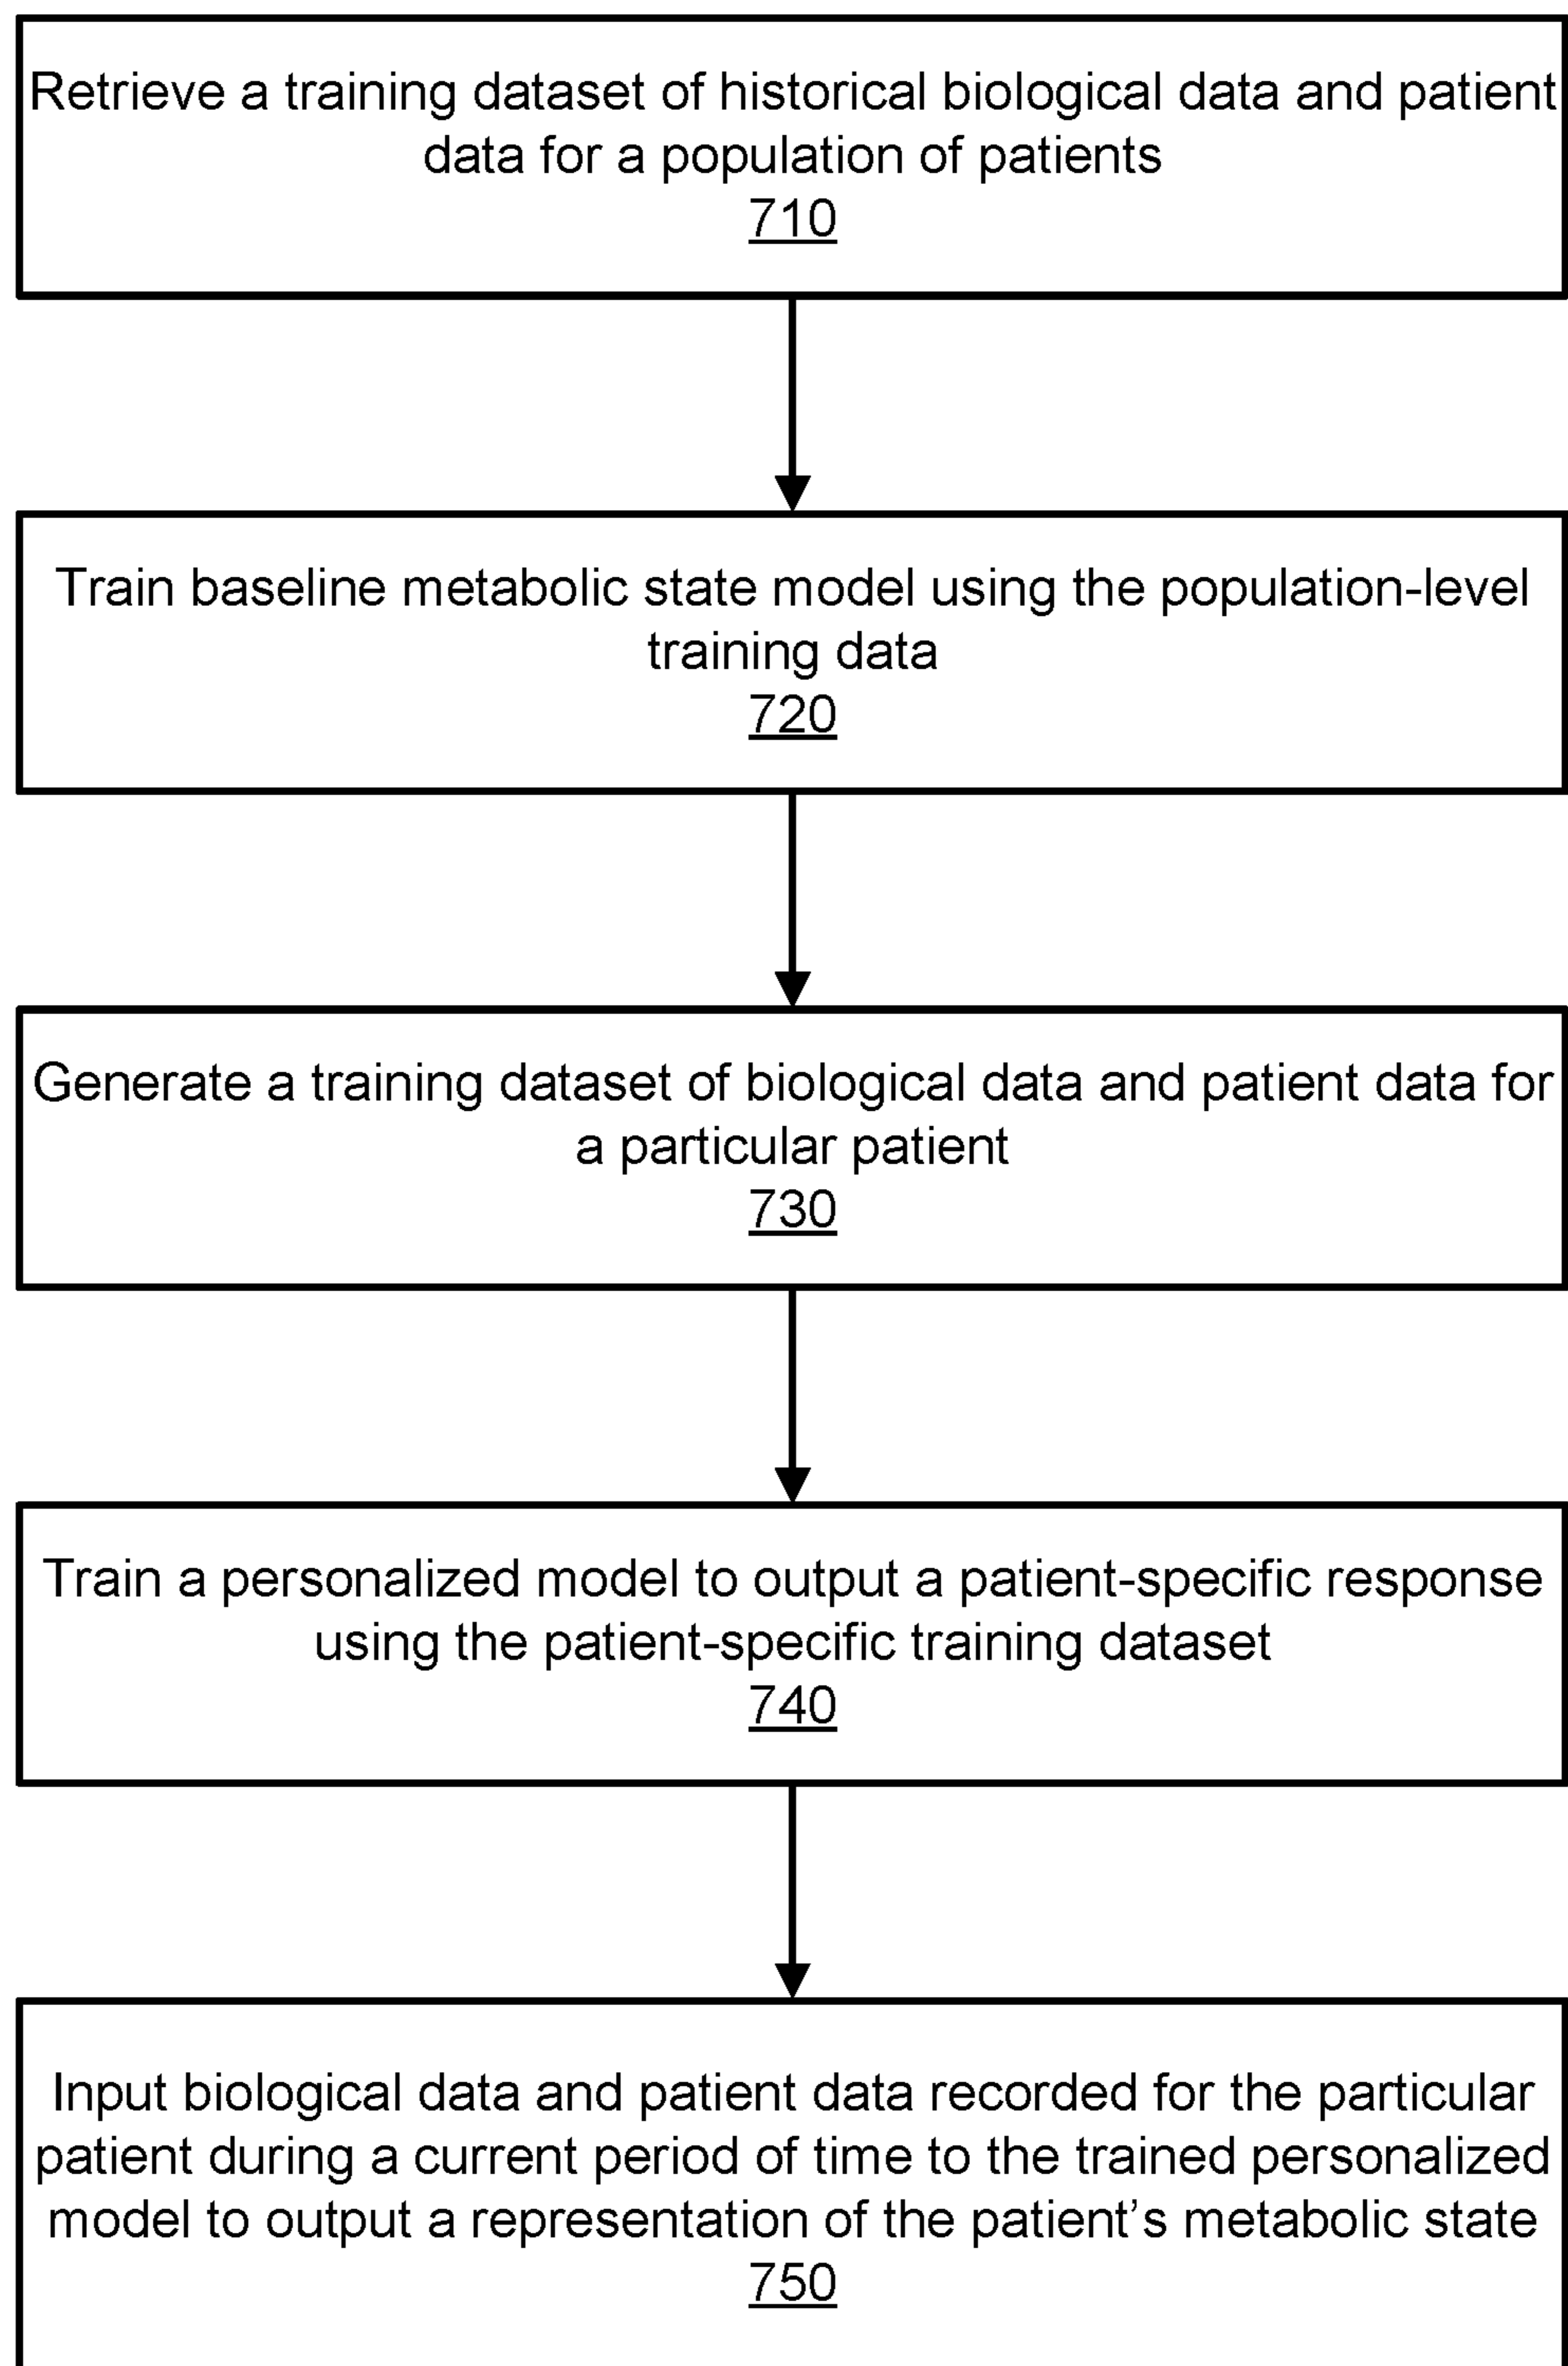 Retrieve a training dataset of historical biological data and patient
data for a population of patients
710
Train baseline metabolic state model using the population-level
training data
720
Generate a training dataset of biological data and patient data for
a particular patient
730
Train a personalized model to output a patient-specific response
using the patient-specific training dataset
740
Input biological data and patient data recorded for the particular
patient during a current period of time to the trained personalized
model to output a representation of the patient’s metabolic state
750